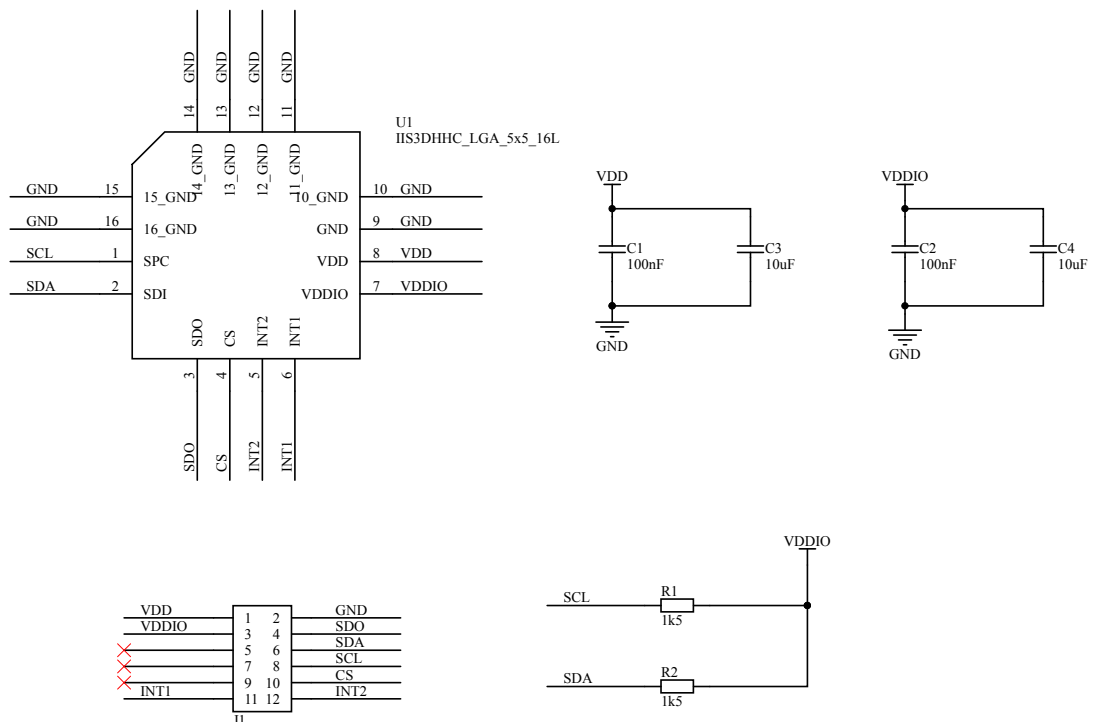 14 GND
13 GND
12 GND
11 GND
U1
IIS3DHHC_LGA_5x5_16L
14_GND
13_GND
12_GND
11_GND
GND 15 15_GND
10_GND 10 GND
GND 16 16_GND
GND 9 GND
SCL 1 SPC
VDD 8 VDD
SDA 2 SDI
VDDIO 7 VDDIO
SDO
CS
INT2
INT1
3 SDO
4 CS
5 INT2
6 INT1
VDD
C1
100nF
C3
10uF
GND
VDDIO
C2
100nF
C4
10uF
GND
VDD 1 2 GND
VDDIO 3 4 SDO
5 6 SDA
7 8 SCL
9 10 CS
INT1 11 12 INT2
VDDIO
SCL
R1
1k5
SDA
R2
1k5